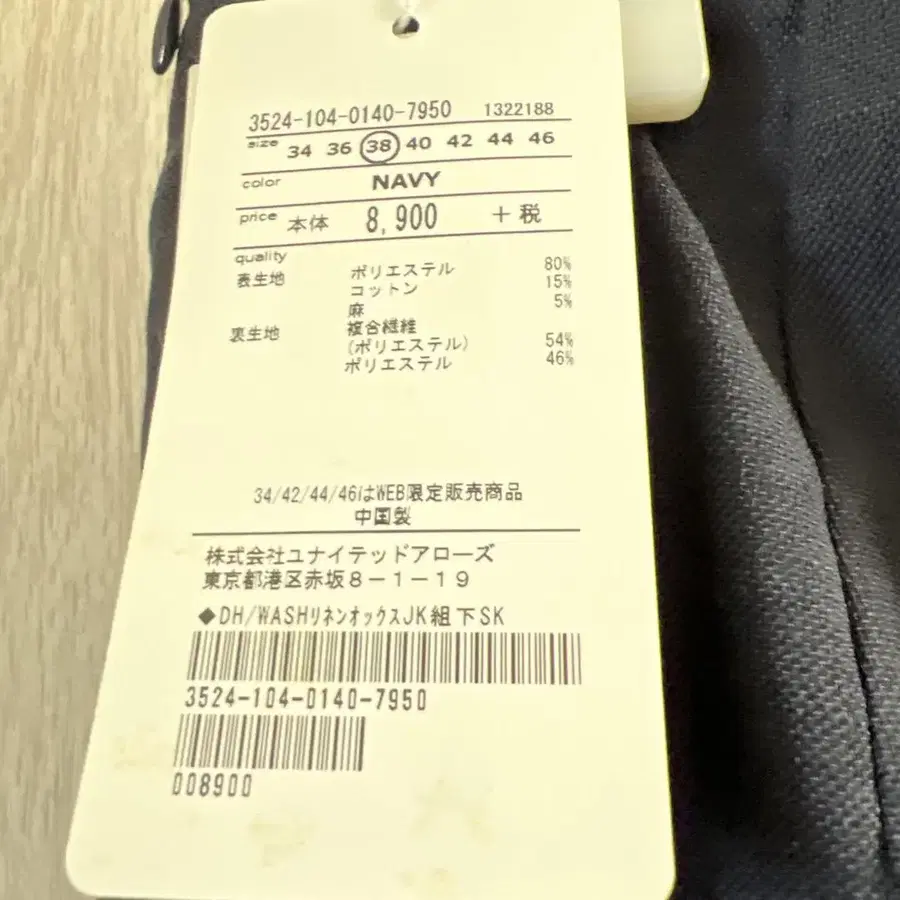 3524-104-0140-7950 1322188
size 34 36 38 40 42 44 46
color NAVY
price 本体 8,900 +税
quality
表生地 ポリエステル 80%
コットン 15%
麻 5%
裏生地 複合繊維
(ポリエステル) 54%
ポリエステル 46%
34/42/44/46はWEB限定販売商品
中国製
株式会社ユナイテッドアローズ
東京都港区赤坂8-1-19
◆DH/WASHリネンオックスJK組下SK
3524-104-0140-7950
008900